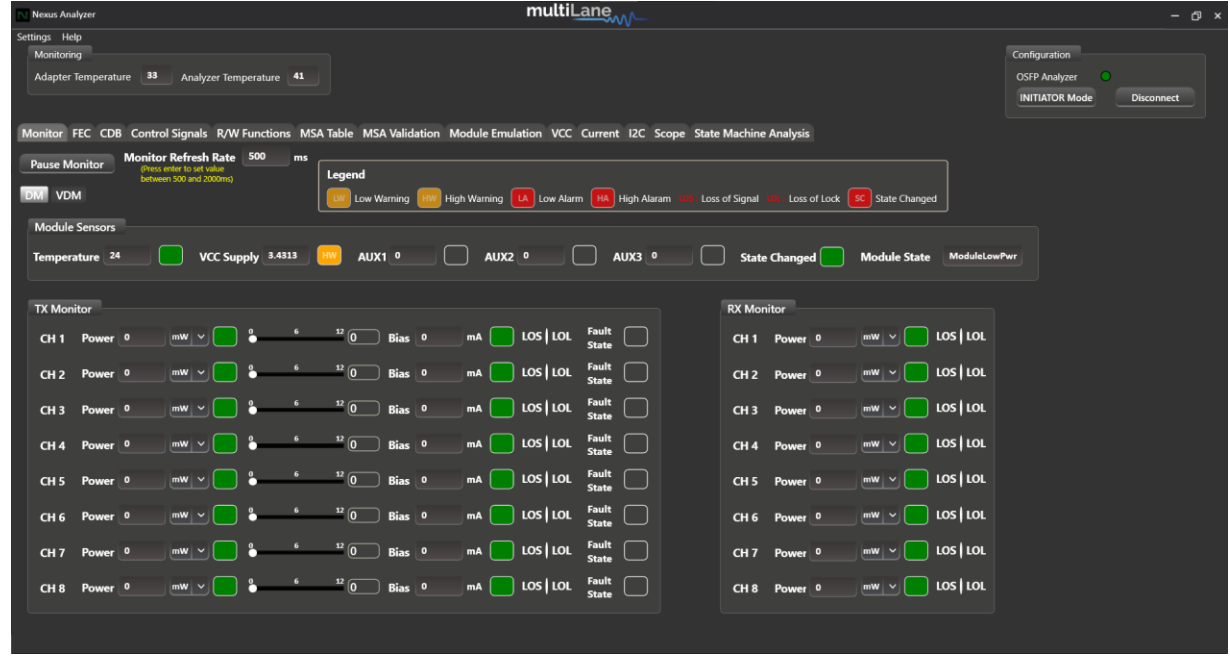 Nexus Analyzer
multiLane
Settings Help
Monitoring
Adapter Temperature 33 Analyzer Temperature 41
Configuration
OSFP Analyzer
INITIATOR Mode Disconnect
Monitor FEC CDB Control Signals R/W Functions MSA Table MSA Validation Module Emulation VCC Current I2C Scope State Machine Analysis
Pause Monitor Monitor Refresh Rate 500 ms
(Press enter to set value
between 500 and 2000ms)
DM VDM
Legend
LW Low Warning HW High Warning LA Low Alarm HA High Alaram LOS Loss of Signal LOL Loss of Lock SC State Changed
Module Sensors
Temperature 24 VCC Supply 3.4313 HW AUX1 0 AUX2 0 AUX3 0 State Changed Module State ModuleLowPwr
TX Monitor
CH 1 Power 0 mW 0 6 12 0 Bias 0 mA LOS LOL Fault State
CH 2 Power 0 mW 0 6 12 0 Bias 0 mA LOS LOL Fault State
CH 3 Power 0 mW 0 6 12 0 Bias 0 mA LOS LOL Fault State
CH 4 Power 0 mW 0 6 12 0 Bias 0 mA LOS LOL Fault State
CH 5 Power 0 mW 0 6 12 0 Bias 0 mA LOS LOL Fault State
CH 6 Power 0 mW 0 6 12 0 Bias 0 mA LOS LOL Fault State
CH 7 Power 0 mW 0 6 12 0 Bias 0 mA LOS LOL Fault State
CH 8 Power 0 mW 0 6 12 0 Bias 0 mA LOS LOL Fault State
RX Monitor
CH 1 Power 0 mW LOS LOL
CH 2 Power 0 mW LOS LOL
CH 3 Power 0 mW LOS LOL
CH 4 Power 0 mW LOS LOL
CH 5 Power 0 mW LOS LOL
CH 6 Power 0 mW LOS LOL
CH 7 Power 0 mW LOS LOL
CH 8 Power 0 mW LOS LOL